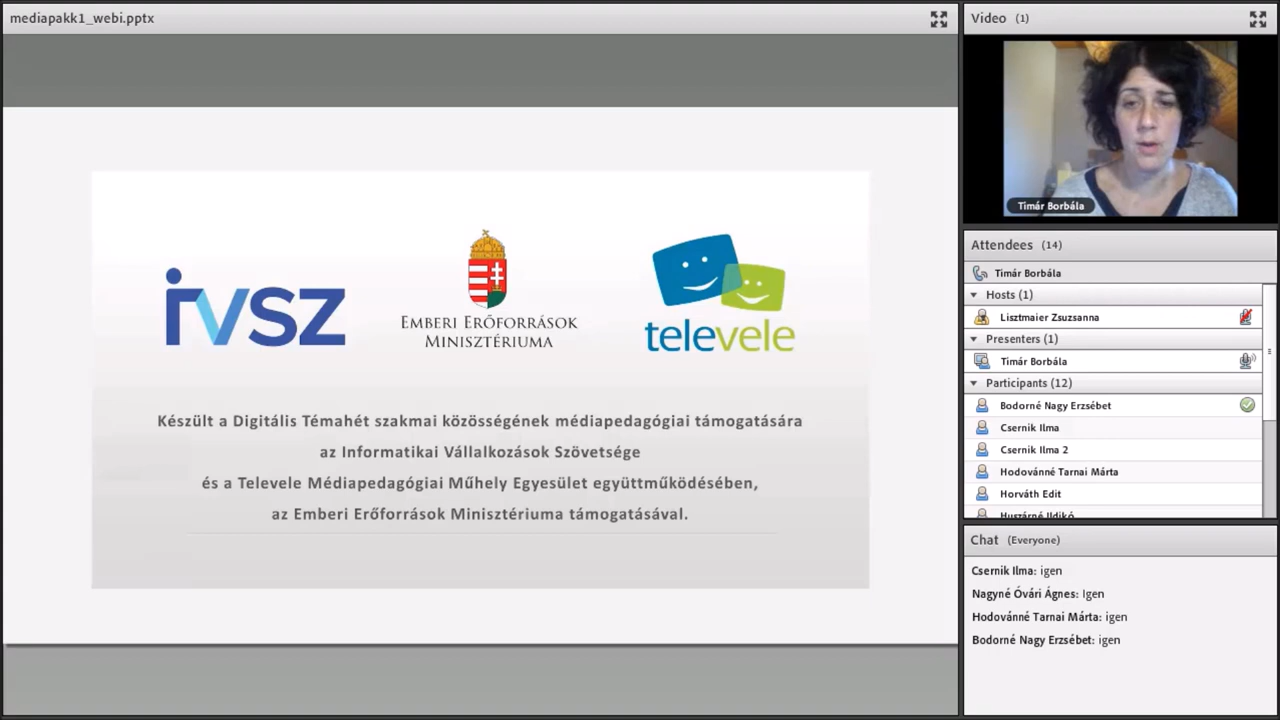 mediapakk1_webi.pptx
ivsz
EMBERI ERŐFORRÁSOK
MINISZTÉRIUMA
televele
Készült a Digitális Témahét szakmai közösségének médiapedagógiai támogatására
az Informatikai Vállalkozások Szövetsége
és a Televele Médiapedagógiai Műhely Egyesület együttműködésében,
az Emberi Erőforrások Minisztériuma támogatásával.
Video (1)
Timár Borbála
Attendees (14)
Timár Borbála
Hosts (1)
Lisztmaier Zsuzsanna
Presenters (1)
Timár Borbála
Participants (12)
Bodorné Nagy Erzsébet
Csernik Ilma
Csernik Ilma 2
Hodovánné Tarnai Márta
Horváth Edit
Huszárné Ildikó
Chat (Everyone)
Csernik Ilma: igen
Nagyné Óvári Ágnes: Igen
Hodovánné Tarnai Márta: igen
Bodorné Nagy Erzsébet: igen